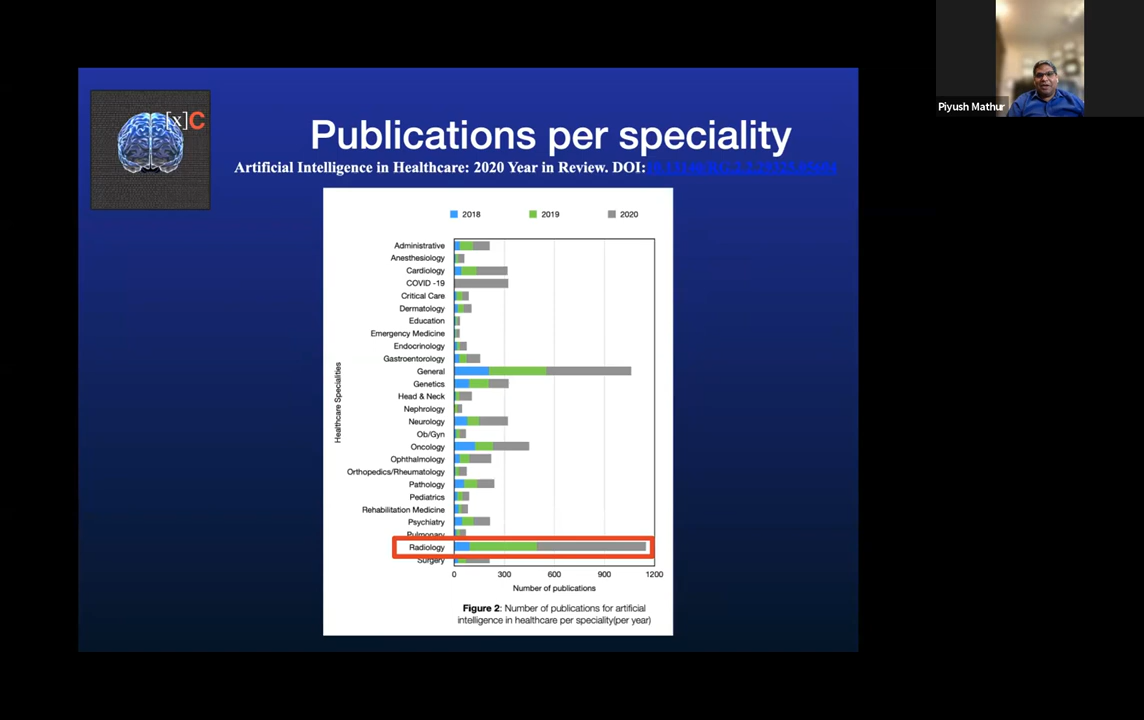 Piyush Mathur
[x]C
Publications per speciality
Artificial Intelligence in Healthcare: 2020 Year in Review. DOI:
2018 2019 2020
Administrative
Anesthesiology
Cardiology
COVID -19
Critical Care
Dermatology
Education
Emergency Medicine
Endocrinology
Gastroentorology
General
Genetics
Head & Neck
Nephrology
Neurology
Ob/Gyn
Oncology
Ophthalmology
Orthopedics/Rheumatology
Pathology
Pediatrics
Rehabilitation Medicine
Psychiatry
Pulmonary
Radiology
Surgery
Healthcare Specialities
0 300 600 900 1200
Number of publications
Figure 2: Number of publications for artificial
intelligence in healthcare per speciality(per year)